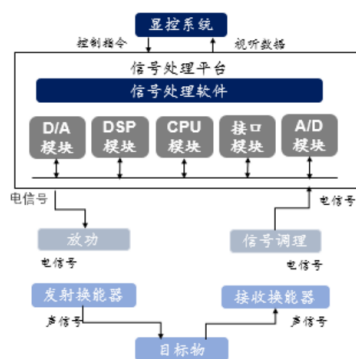 显控系统
控制指令 视听数据
信号处理平台
信号处理软件
D/A 模块
DSP 模块
CPU 模块
接口 模块
A/D 模块
电信号 电信号
放功 信号调理
电信号 电信号
发射换能器 接收换能器
声信号 声信号
目标物